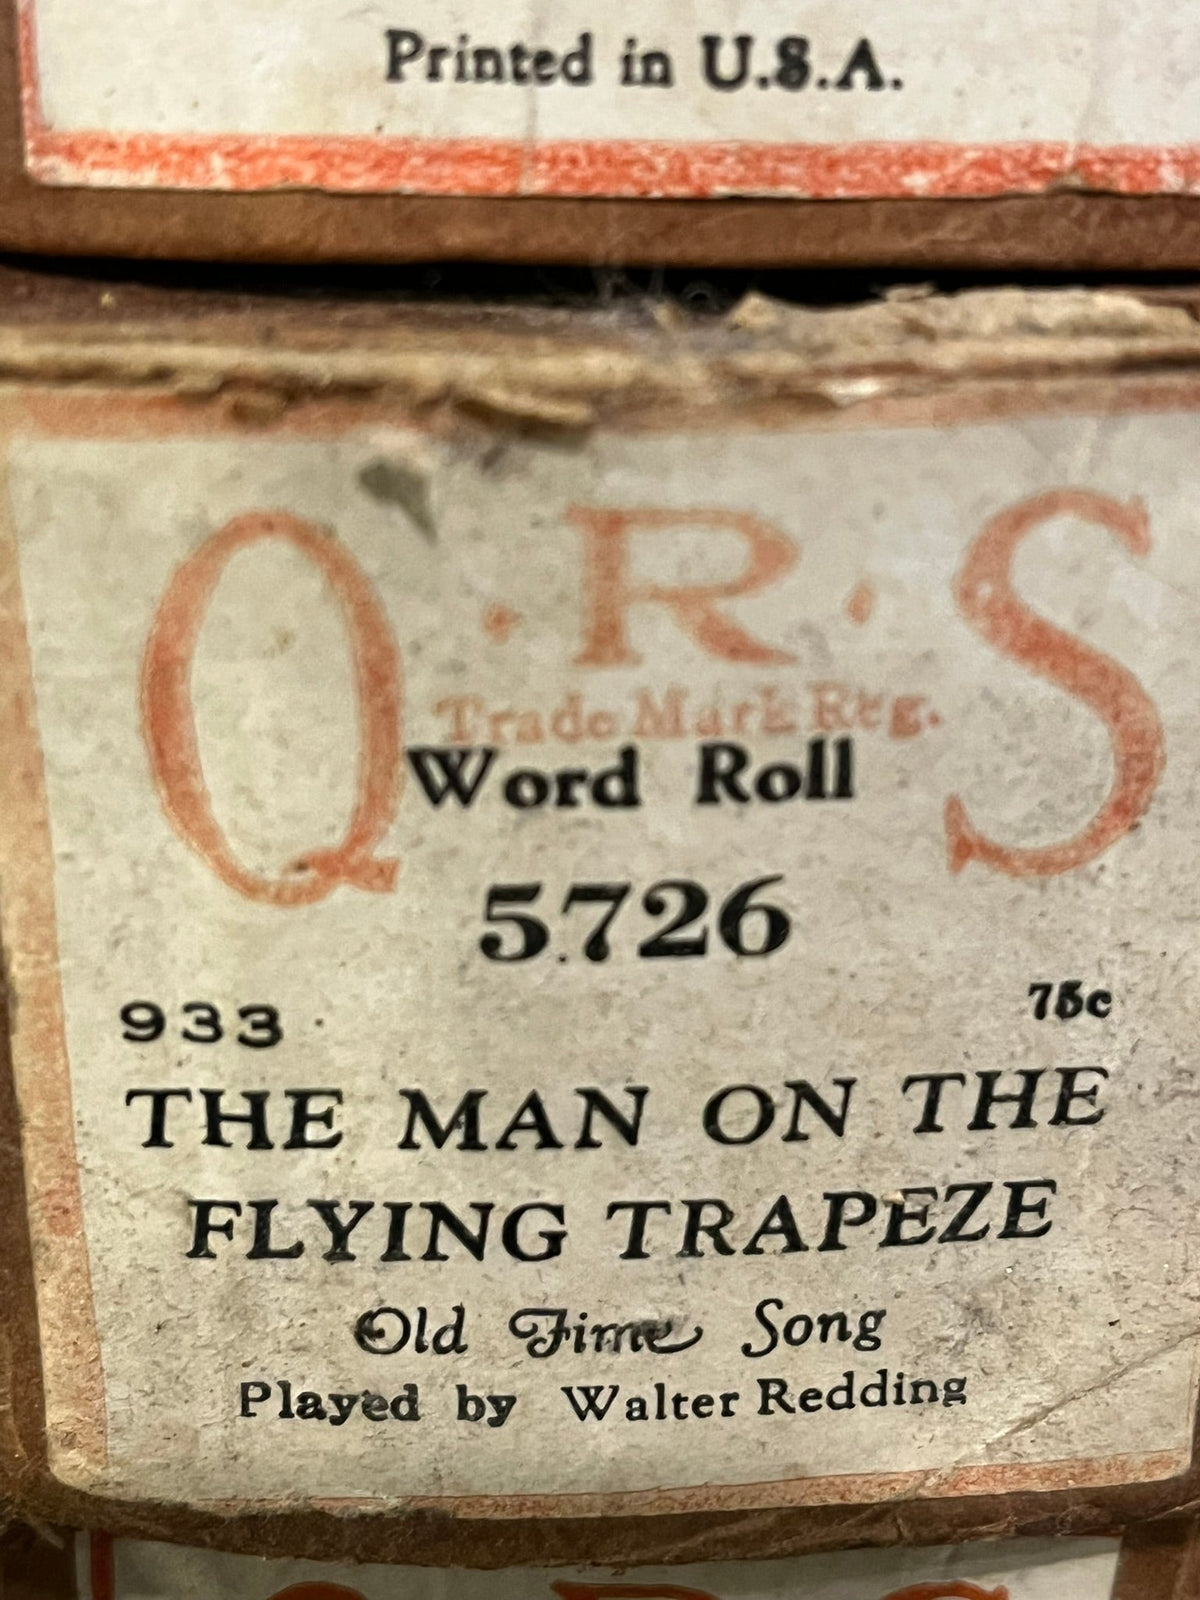 Printed in U.S.A.
Q·R·S
Trade Mark Reg.
Word Roll
5726
933 75c
THE MAN ON THE
FLYING TRAPEZE
Old Time Song
Played by Walter Redding